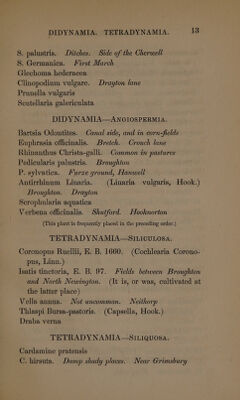 DIDYNAMIA. TETRADYNAMIA. 13
S. palustris. Ditches. Side of the Cherwell
S. Germanica. First March
Glechoma hederacea
Clinopodium vulgare. Drayton lane
Prunella vulgaris
Scutellaria galericulata
DIDYNAMIA—ANGIOSPERMIA.
Bartsia Odontites. Canal side, and in corn-fields
Euphrasia officinalis. Bretch. Crouch lane
Rhinanthus Christa-galli. Common in pastures
Pedicularis palustris. Broughton
P. sylvatica. Furze ground, Hanwell
Antirrhinum Linaria. (Linaria vulgaris, Hook.)
Broughton. Drayton
Scrophularia aquatica
Verbena officinalis. Shutford. Hooknorton
(This plant is frequently placed in the preceding order.)
TETRADYNAMIA—SILICULOSA.
Coronopus Ruellii, E. B. 1660. (Cochlearia Corono-
pus, Linn.)
Isatis tinctoria, E. B. 97. Fields between Broughton
and North Newington. (It is, or was, cultivated at
the latter place)
Vella annua. Not uncommon. Neithorp
Thlaspi Bursa-pastoris. (Capsella, Hook.)
Draba verna
TETRADYNAMIA—SILIQUOSA.
Cardamine pratensis
C. hirsuta. Damp shady places. Near Grimsbury